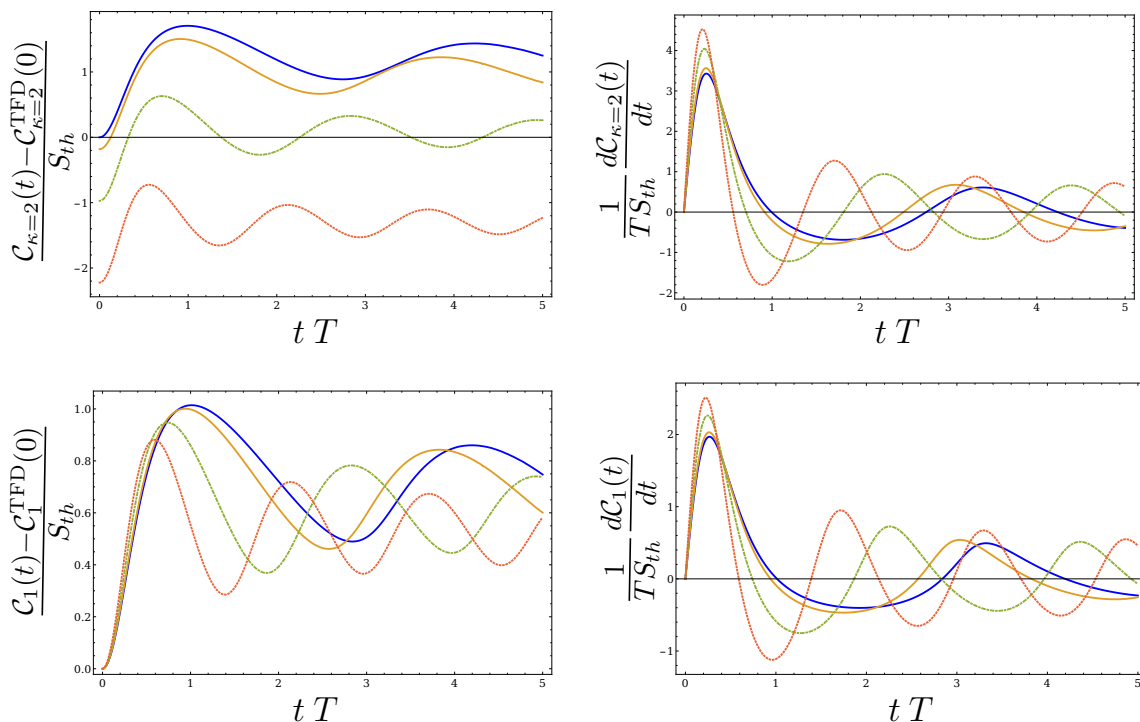 \frac{\mathcal{C}_{\kappa=2}(t)-\mathcal{C}_{\kappa=2}^{\mathrm{TFD}}(0)}{S_{th}}
1
0
−1
−2
0 1 2 3 4 5
t T
\frac{1}{T S_{th}} \frac{d\mathcal{C}_{\kappa=2}(t)}{dt}
4
3
2
1
0
−1
−2
0 1 2 3 4 5
t T
\frac{\mathcal{C}_1(t)-\mathcal{C}_1^{\mathrm{TFD}}(0)}{S_{th}}
1.0
0.8
0.6
0.4
0.2
0.0
0 1 2 3 4 5
t T
\frac{1}{T S_{th}} \frac{d\mathcal{C}_1(t)}{dt}
2
1
0
−1
0 1 2 3 4 5
t T